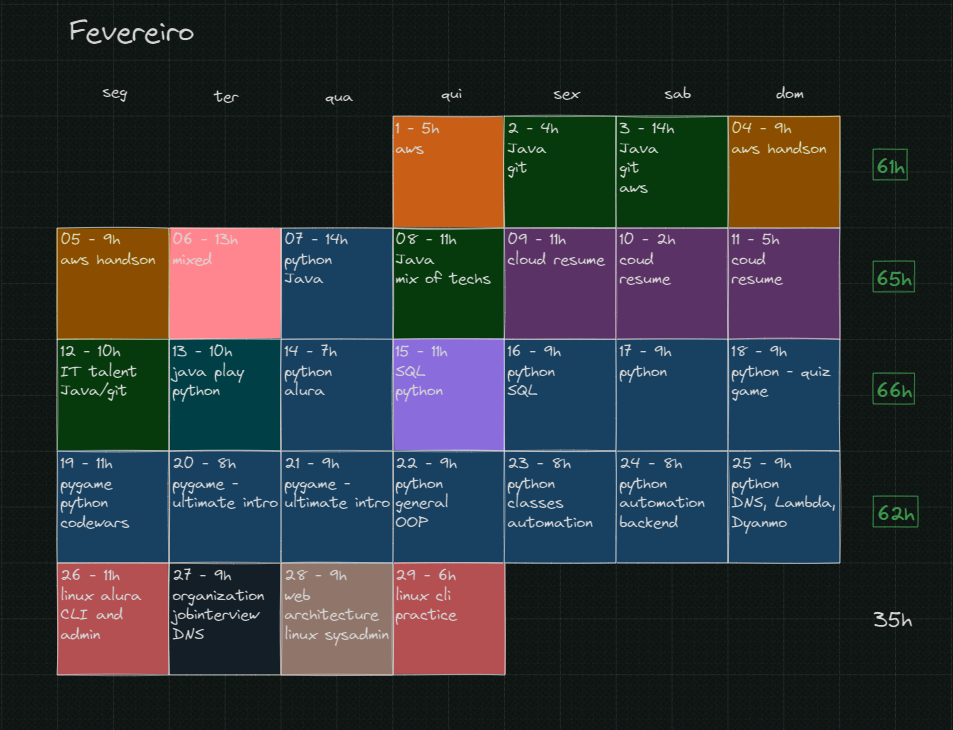 Fevereiro
seg ter qua qui sex sab dom
1 - 5h
aws
2 - 4h
Java
git
3 - 14h
Java
git
aws
04 - 9h
aws handson
61h
05 - 9h
aws handson
06 - 13h
mixed
07 - 14h
python
Java
08 - 11h
Java
mix of techs
09 - 11h
cloud resume
10 - 2h
coud
resume
11 - 5h
coud
resume
65h
12 - 10h
IT talent
Java/git
13 - 10h
java play
python
14 - 7h
python
alura
15 - 11h
SQL
python
16 - 9h
python
SQL
17 - 9h
python
18 - 9h
python - quiz
game
66h
19 - 11h
pygame
python
codewars
20 - 8h
pygame -
ultimate intro
21 - 9h
pygame -
ultimate intro
22 - 9h
python
general
OOP
23 - 8h
python
classes
automation
24 - 8h
python
automation
backend
25 - 9h
python
DNS, Lambda,
Dyanmo
62h
26 - 11h
linux alura
CLI and
admin
27 - 9h
organization
jobinterview
DNS
28 - 9h
web
architecture
linux sysadmin
29 - 6h
linux cli
practice
35h